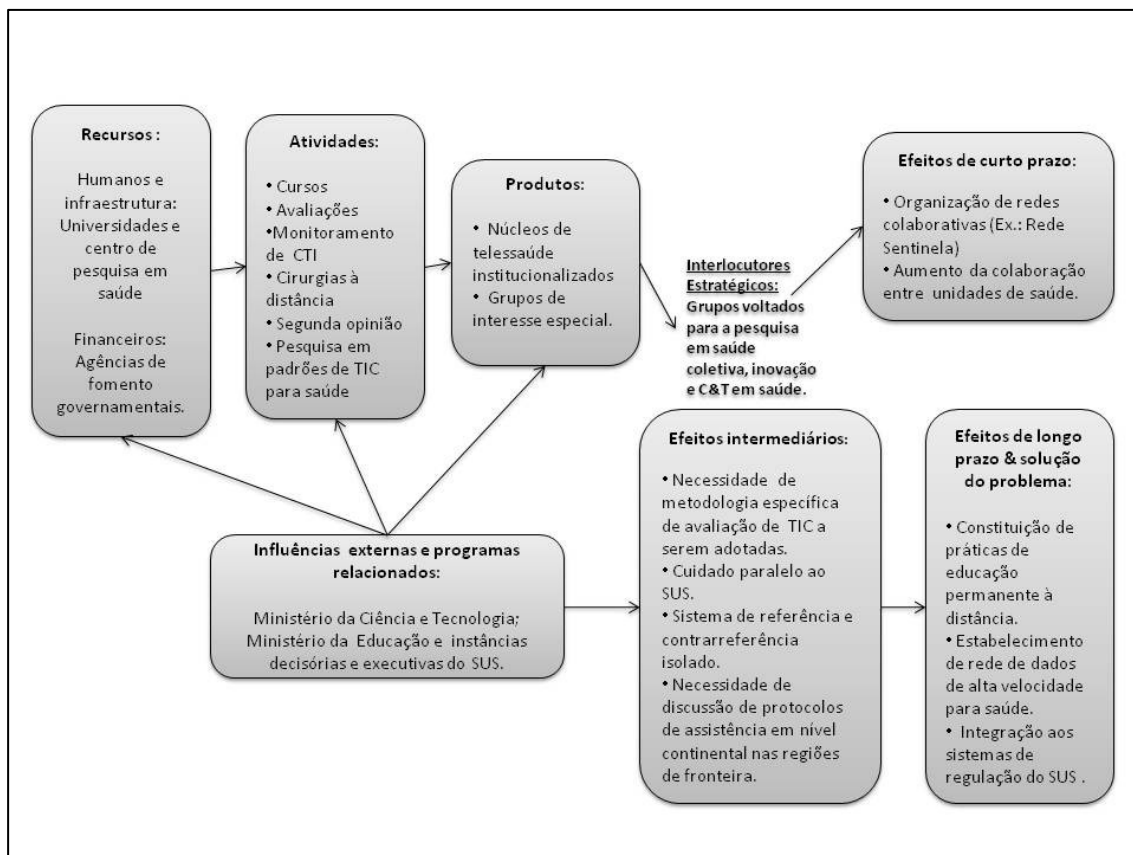 Recursos :
Humanos e
infraestrutura:
Universidades e
centro de
pesquisa em
saúde
Financeiros:
Agências de
fomento
governamentais.
Atividades:
• Cursos
• Avaliações
•Monitoramento
de CTI
• Cirurgias à
distância
• Segunda opinião
• Pesquisa em
padrões de TIC
para saúde
Produtos:
• Núcleos de
telessaúde
institucionalizados
• Grupos de
interesse especial.
Interlocutores
Estratégicos:
Grupos voltados
para a pesquisa
em saúde
coletiva, inovação
e C&T em saúde.
Efeitos de curto prazo:
• Organização de redes
colaborativas (Ex.: Rede
Sentinela)
• Aumento da colaboração
entre unidades de saúde.
Influências externas e programas
relacionados:
Ministério da Ciência e Tecnologia;
Ministério da Educação e instâncias
decisórias e executivas do SUS.
Efeitos intermediários:
• Necessidade de
metodologia específica
de avaliação de TIC a
serem adotadas.
• Cuidado paralelo ao
SUS.
• Sistema de referência e
contrarreferência
isolado.
• Necessidade de
discussão de protocolos
de assistência em nível
continental nas regiões
de fronteira.
Efeitos de longo
prazo & solução
do problema:
• Constituição de
práticas de
educação
permanente à
distância.
• Estabelecimento
de rede de dados
de alta velocidade
para saúde.
• Integração aos
sistemas de
regulação do SUS .